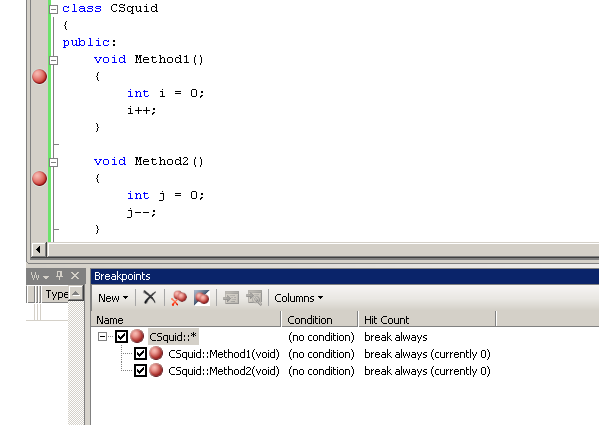 class CSquid
{
public:
void Method1()
{
int i = 0;
i++;
}
void Method2()
{
int j = 0;
j--;
}
W
Type
Breakpoints
New
Columns
Name Condition Hit Count
CSquid::* (no condition) break always
CSquid::Method1(void) (no condition) break always (currently 0)
CSquid::Method2(void) (no condition) break always (currently 0)